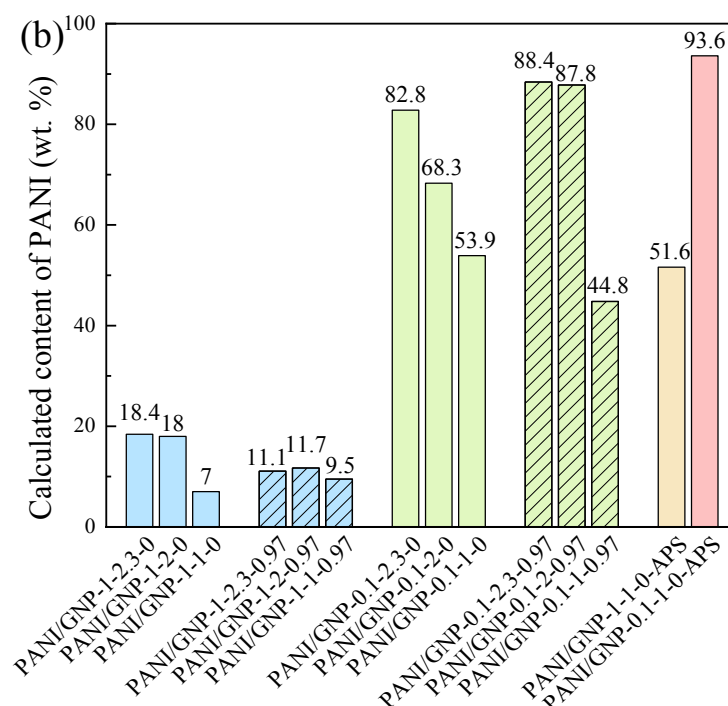 (b)
Calculated content of PANI (wt. %)
100
80
60
40
20
0
18.4
18
7
11.1
11.7
9.5
82.8
68.3
53.9
88.4
87.8
44.8
51.6
93.6
PANI/GNP-1-2.3-0
PANI/GNP-1-2-0
PANI/GNP-1-1-0
PANI/GNP-1-2.3-0.97
PANI/GNP-1-2-0.97
PANI/GNP-1-1-0.97
PANI/GNP-0.1-2.3-0
PANI/GNP-0.1-2-0
PANI/GNP-0.1-1-0
PANI/GNP-0.1-2.3-0.97
PANI/GNP-0.1-2-0.97
PANI/GNP-0.1-1-0.97
PANI/GNP-1-1-0-APS
PANI/GNP-0.1-1-0-APS